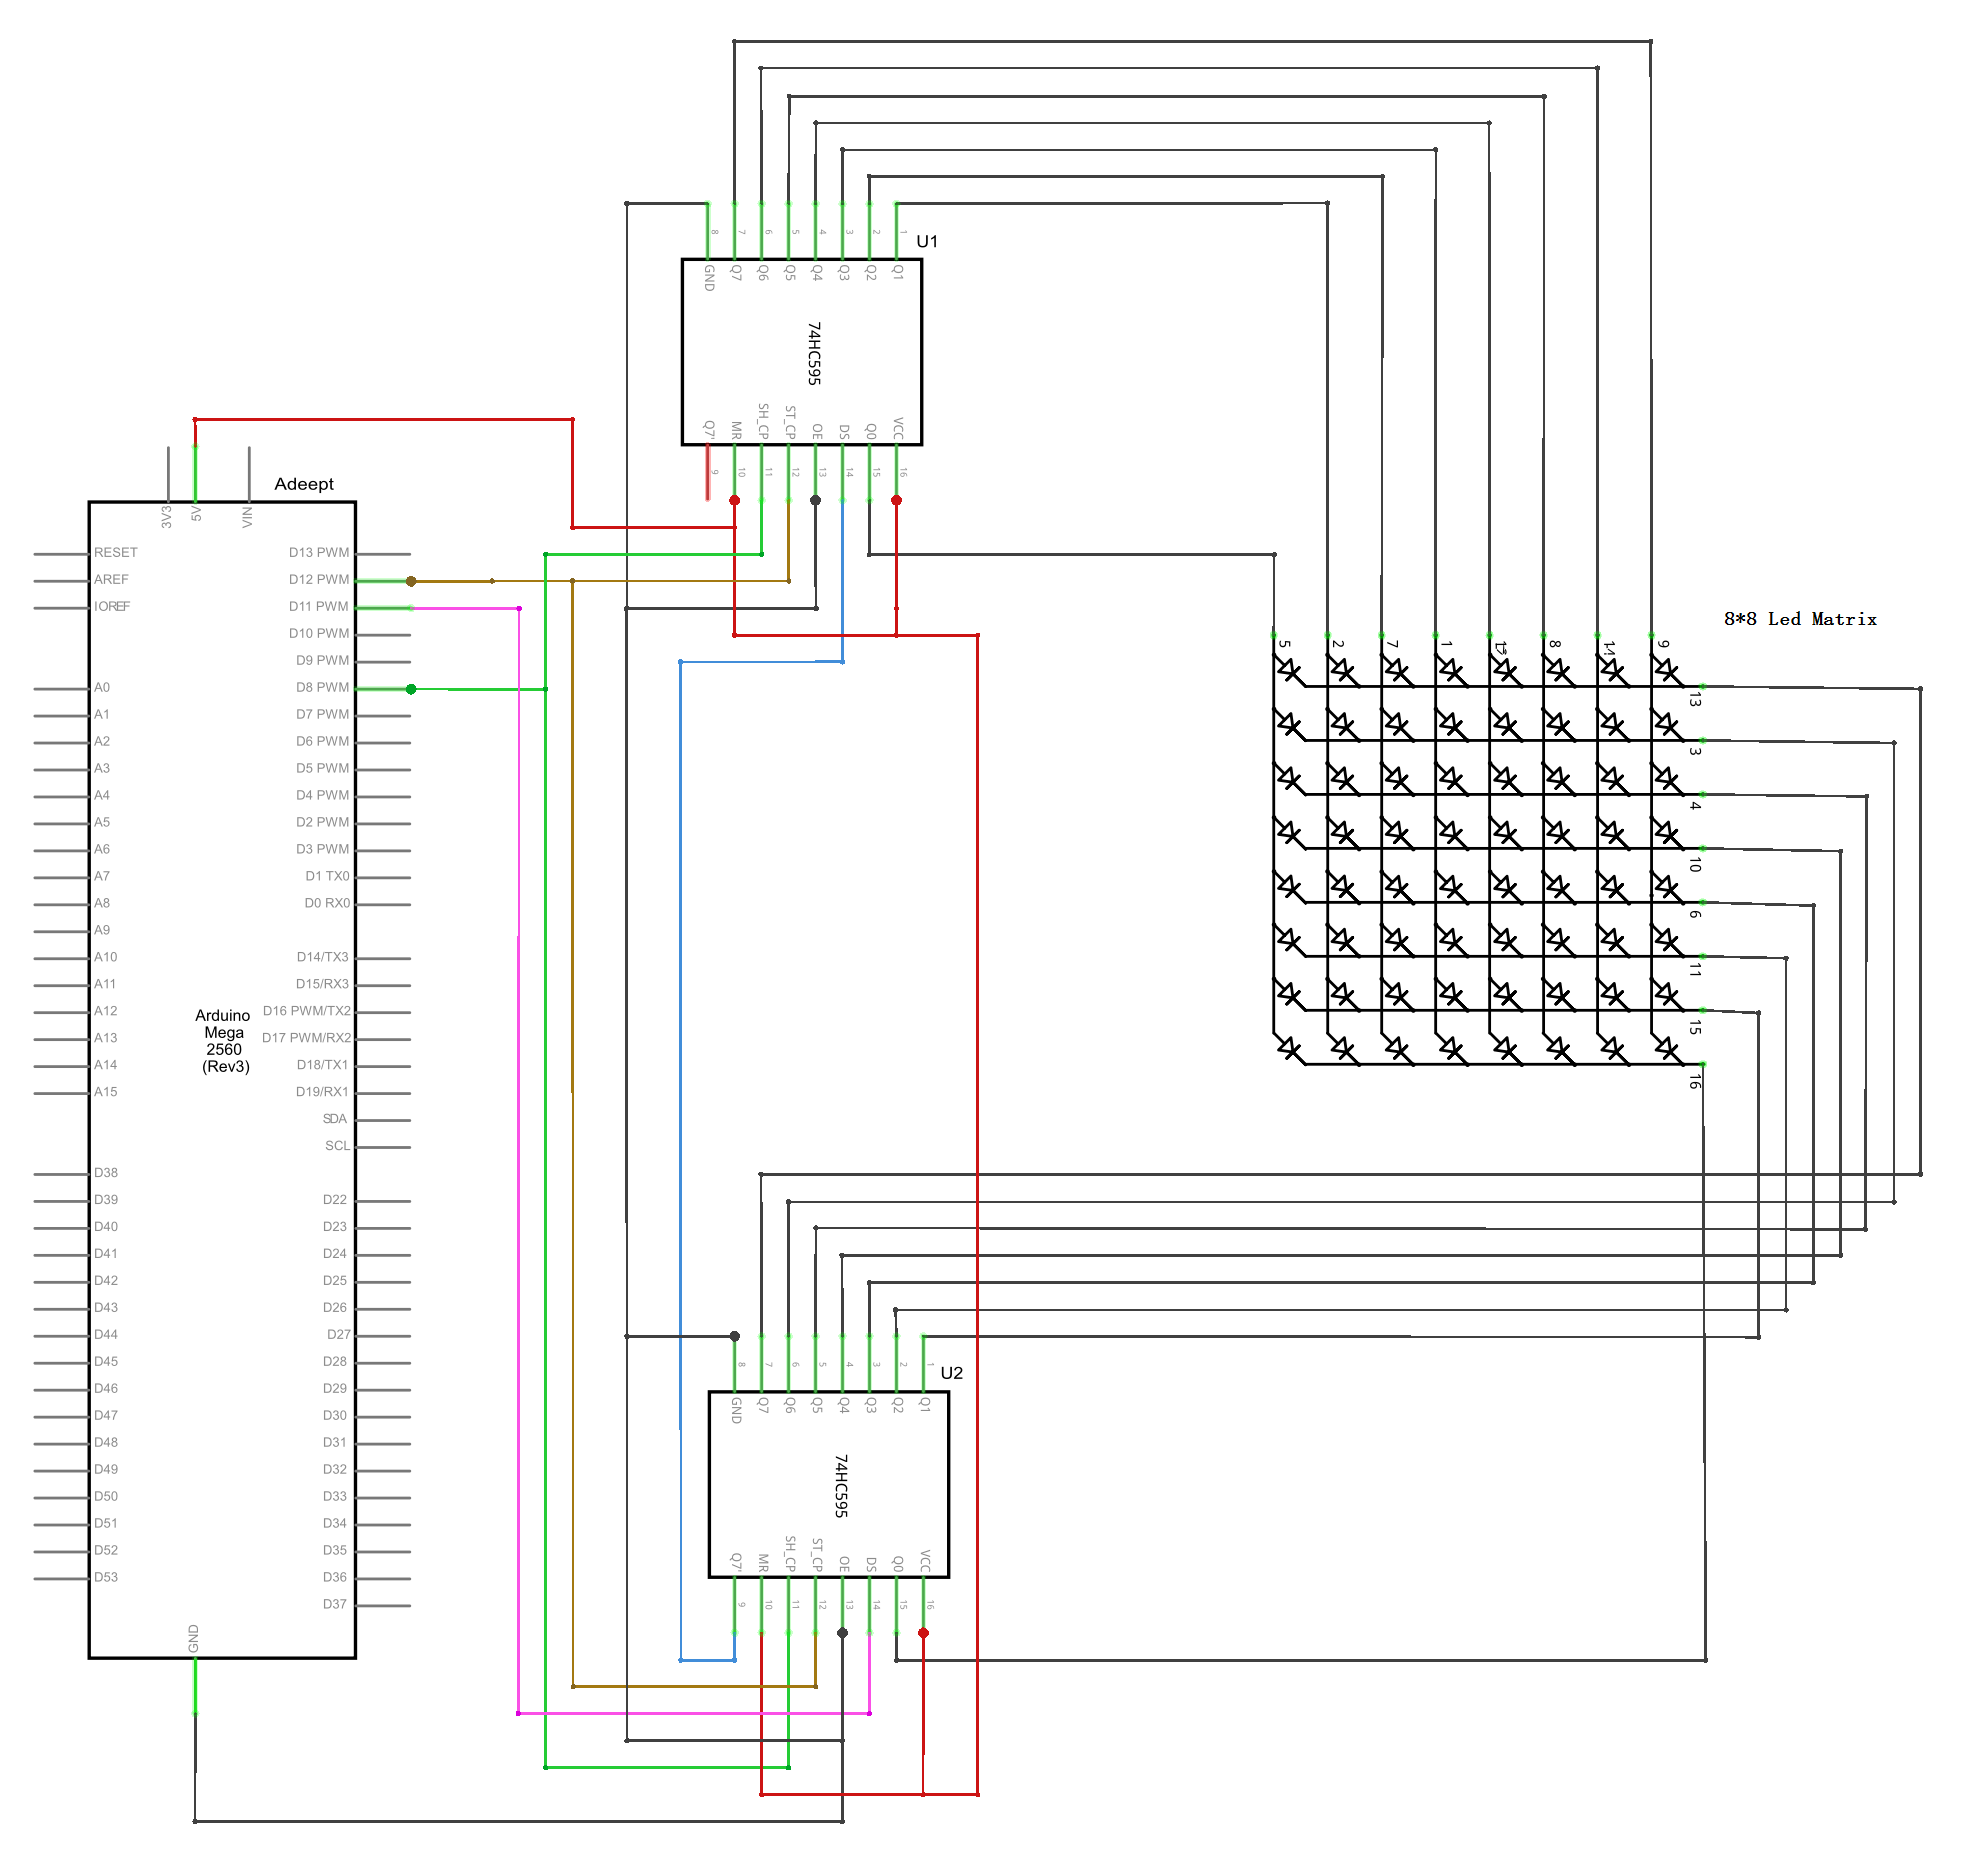 U1
8 7 6 5 4 3 2 1
GND Q7 Q6 Q5 Q4 Q3 Q2 Q1
74HC595
Q7' MR SH_CP ST_CP OE DS Q0 VCC
9 10 11 12 13 14 15 16
Adeept
3V3 5V VIN
RESET D13 PWM
AREF D12 PWM
IOREF D11 PWM
D10 PWM
D9 PWM
A0 D8 PWM
A1 D7 PWM
A2 D6 PWM
A3 D5 PWM
A4 D4 PWM
A5 D2 PWM
A6 D3 PWM
A7 D1 TX0
A8 D0 RX0
A9
A10 D14/TX3
A11 D15/RX3
A12 D16 PWM/TX2
A13 D17 PWM/RX2
A14 D18/TX1
A15 D19/RX1
SDA
SCL
Arduino
Mega
2560
(Rev3)
D38
D39 D22
D40 D23
D41 D24
D42 D25
D43 D26
D44 D27
D45 D28
D46 D29
D47 D30
D48 D31
D49 D32
D50 D33
D51 D34
D52 D35
D53 D36
D37
GND
8*8 Led Matrix
5 2 7 1 8 9
13
3
4
10
6
11
15
16
U2
8 7 6 5 4 3 2 1
GND Q7 Q6 Q5 Q4 Q3 Q2 Q1
74HC595
Q7' MR SH_CP ST_CP OE DS Q0 VCC
9 10 11 12 13 14 15 16